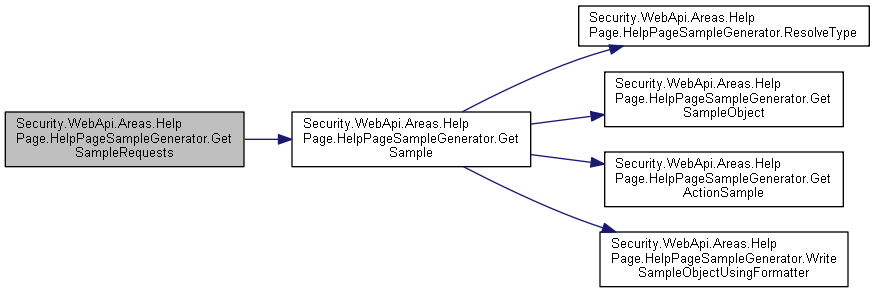 Security.WebApi.Areas.Help
Page.HelpPageSampleGenerator.Get
SampleRequests
Security.WebApi.Areas.Help
Page.HelpPageSampleGenerator.Get
Sample
Security.WebApi.Areas.Help
Page.HelpPageSampleGenerator.ResolveType
Security.WebApi.Areas.Help
Page.HelpPageSampleGenerator.Get
SampleObject
Security.WebApi.Areas.Help
Page.HelpPageSampleGenerator.Get
ActionSample
Security.WebApi.Areas.Help
Page.HelpPageSampleGenerator.Write
SampleObjectUsingFormatter